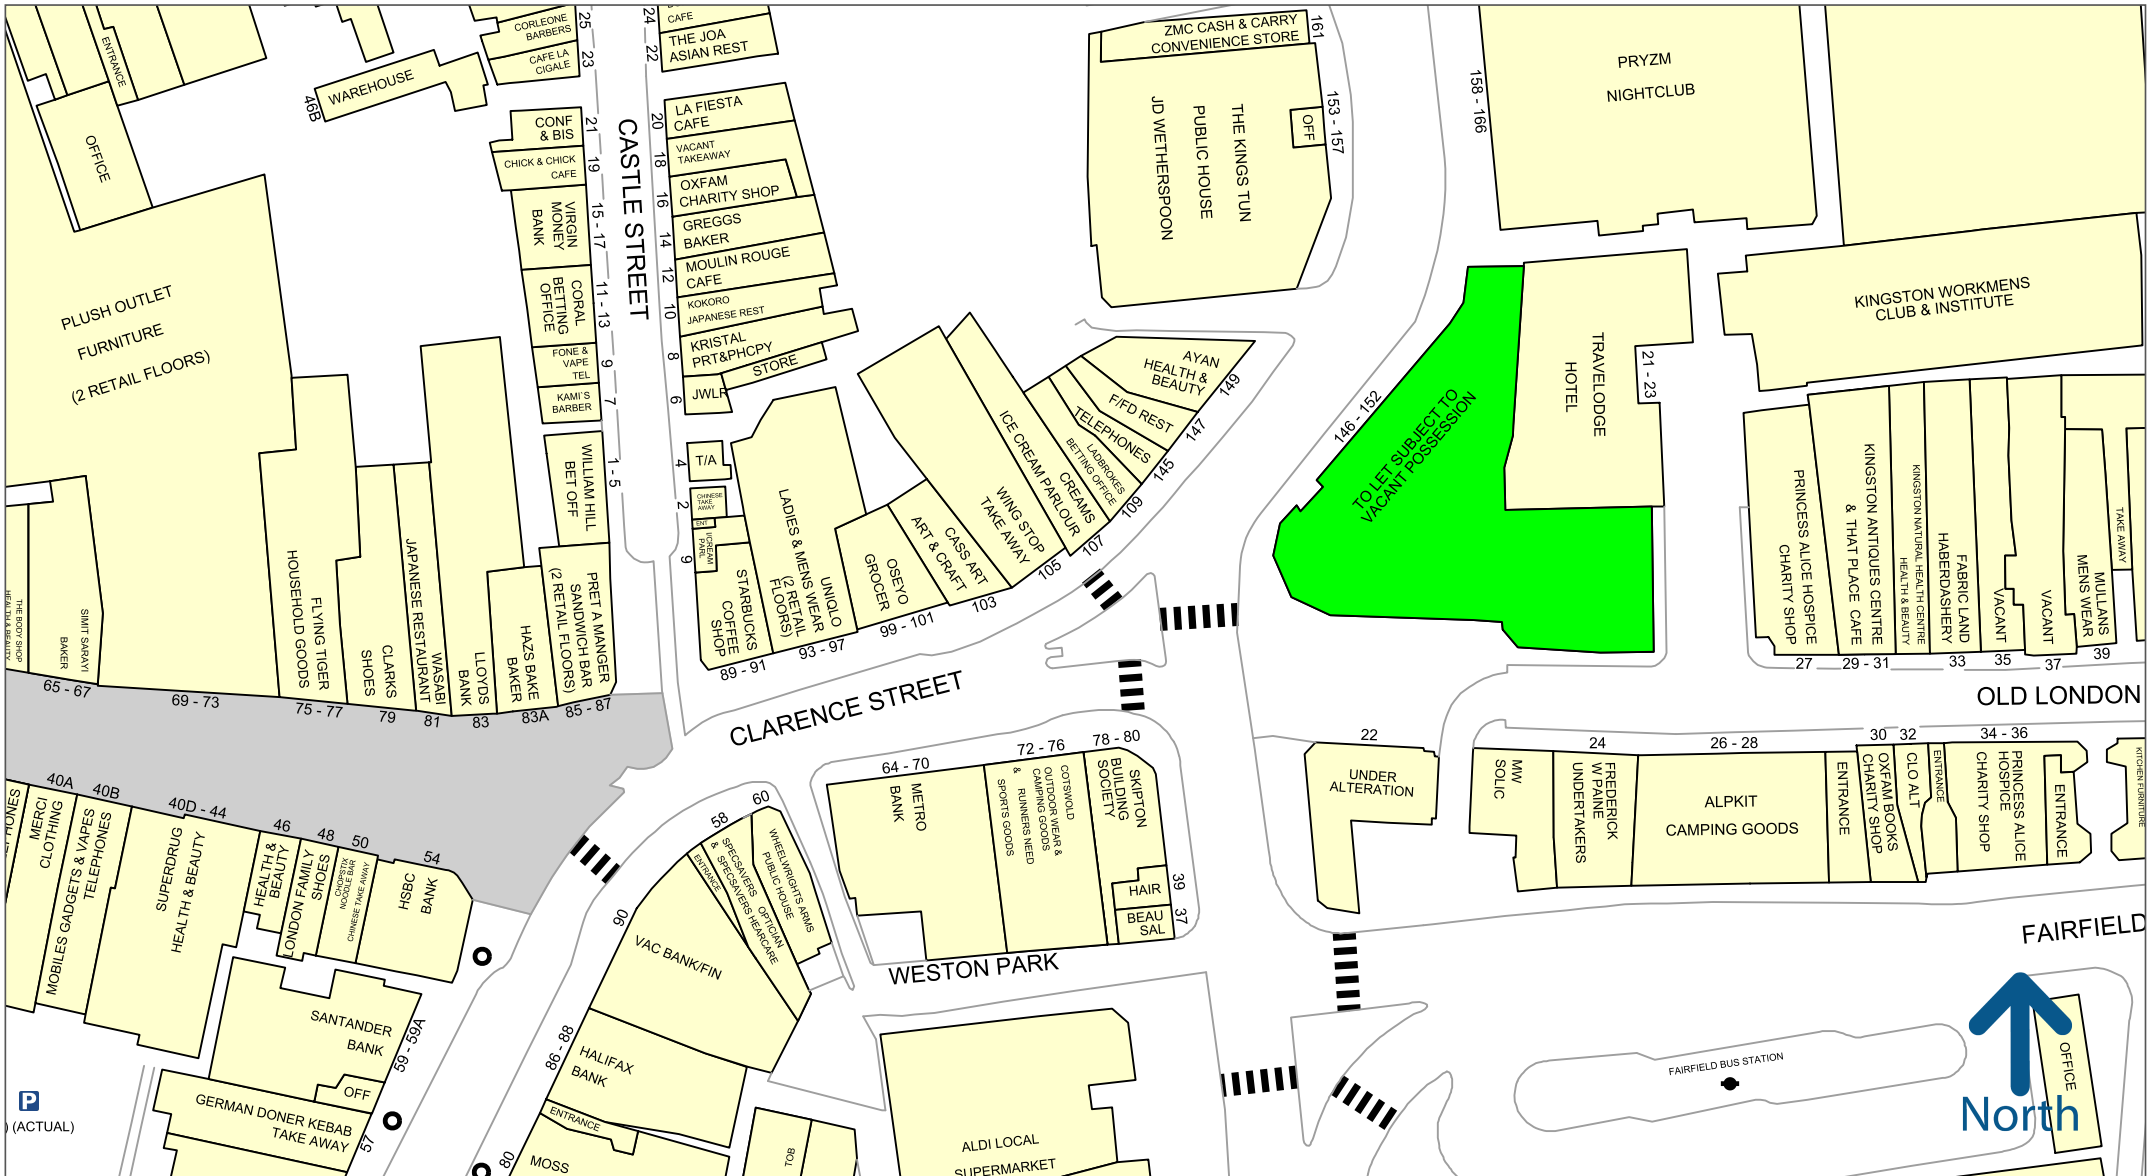 ENTRANCE
OFFICE
46B
WAREHOUSE
CORLEONE
BARBERS
25
CAFE LA
CIGALE
23
CONF
& BIS
21
CHICK & CHICK
CAFE
19
VIRGIN
MONEY
BANK
15 - 17
CORAL
BETTING
OFFICE
11 - 13
FONE &
VAPE
TEL
9
KAMI`S
BARBER
7
WILLIAM HILL
BET OFF
1 - 5
CASTLE STREET
24
CAFE
22
THE JOA
ASIAN REST
20
LA FIESTA
CAFE
18
VACANT
TAKEAWAY
16
OXFAM
CHARITY SHOP
14
GREGGS
BAKER
12
MOULIN ROUGE
CAFE
10
KOKORO
JAPANESE REST
8
KRISTAL
PRT&PHCPY
STORE
6
JWLR
4
T/A
2
CHINESE
TAKE
AWAY
ENT
9
I/CREAM
PARL
PLUSH OUTLET
FURNITURE
(2 RETAIL FLOORS)
THE BODY SHOP
HEALTH & BEAUTY
SIMIT SARAYI
BAKER
65 - 67
69 - 73
FLYING TIGER
HOUSEHOLD GOODS
75 - 77
CLARKS
SHOES
79
WASABI
JAPANESE RESTAURANT
81
LLOYDS
BANK
83
HAZS BAKE
BAKER
83A
PRET A MANGER
SANDWICH BAR
(2 RETAIL FLOORS)
85 - 87
STARBUCKS
COFFEE
SHOP
89 - 91
UNIQLO
LADIES & MENS WEAR
(2 RETAIL
FLOORS)
93 - 97
OSEYO
GROCER
99 - 101
CASS ART
ART & CRAFT
103
WING STOP
TAKE AWAY
105
CREAMS
ICE CREAM PARLOUR
107
LADBROKES
BETTING OFFICE
109
TELEPHONES
145
F/FD REST
147
AYAN
HEALTH &
BEAUTY
149
ZMC CASH & CARRY
CONVENIENCE STORE
161
THE KINGS TUN
PUBLIC HOUSE
JD WETHERSPOON
OFF
153 - 157
158 - 166
PRYZM
NIGHTCLUB
146 - 152
TO LET SUBJECT TO
VACANT POSSESSION
TRAVELODGE
HOTEL
21 - 23
KINGSTON WORKMENS
CLUB & INSTITUTE
PRINCESS ALICE HOSPICE
CHARITY SHOP
27
KINGSTON ANTIQUES CENTRE
& THAT PLACE CAFE
29 - 31
KINGSTON NATURAL HEALTH CENTRE
HEALTH & BEAUTY
FABRIC LAND
HABERDASHERY
33
VACANT
35
VACANT
37
MULLANS
MENS WEAR
39
TAKE AWAY
OLD LONDON
CLARENCE STREET
40A
MERCI
CLOTHING
40B
MOBILES GADGETS & VAPES
TELEPHONES
40D - 44
SUPERDRUG
HEALTH & BEAUTY
46
HEALTH &
BEAUTY
48
LONDON FAMILY
SHOES
50
CHOPSTIX
NOODLE BAR
CHINESE TAKE AWAY
54
HSBC
BANK
SANTANDER
BANK
59 - 59A
OFF
GERMAN DONER KEBAB
TAKE AWAY
57
P
) (ACTUAL)
58
60
WHEELWRIGHTS ARMS
PUBLIC HOUSE
SPECSAVERS OPTICIAN
& SPECSAVERS HEARCARE
ENTRANCE
90
VAC BANK/FIN
86 - 88
HALIFAX
BANK
ENTRANCE
80
MOSS
TOB
64 - 70
METRO
BANK
72 - 76
COTSWOLD
OUTDOOR WEAR &
CAMPING GOODS
& RUNNERS NEED
SPORTS GOODS
78 - 80
SKIPTON
BUILDING
SOCIETY
HAIR
39
BEAU
SAL
37
WESTON PARK
ALDI LOCAL
SUPERMARKET
22
UNDER
ALTERATION
MW
SOLIC
24
FREDERICK
W PAINE
UNDERTAKERS
26 - 28
ALPKIT
CAMPING GOODS
ENTRANCE
30
OXFAM BOOKS
CHARITY SHOP
32
CLO ALT
ENTRANCE
34 - 36
PRINCESS ALICE
HOSPICE
CHARITY SHOP
ENTRANCE
KITCHEN FURNITURE
FAIRFIELD
FAIRFIELD BUS STATION
OFFICE
North